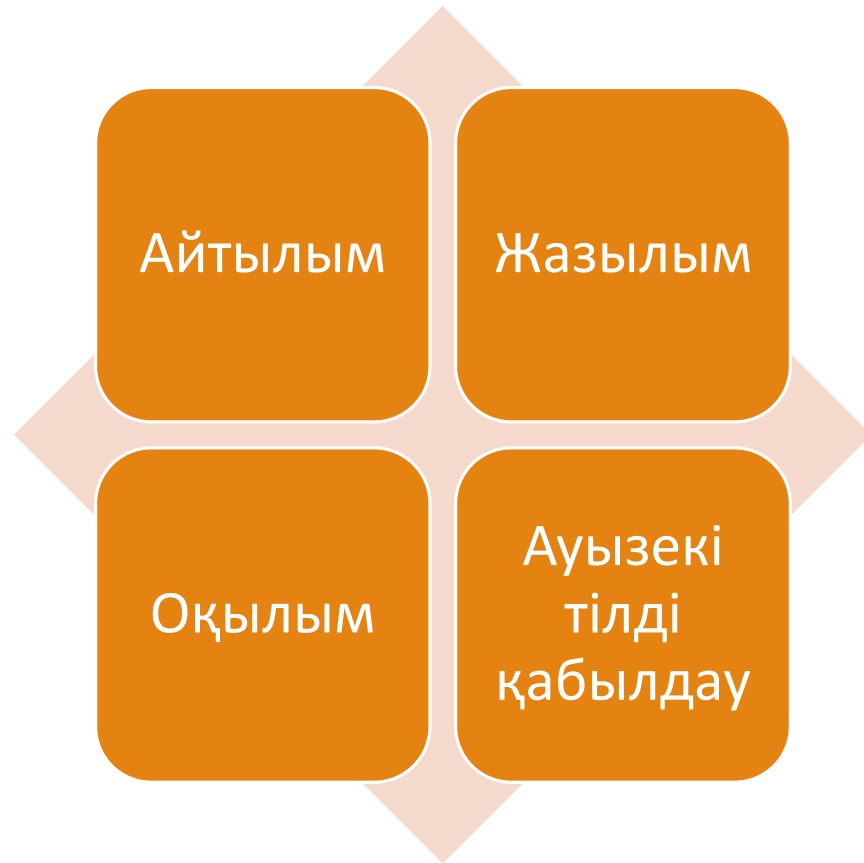 Айтылым
Жазылым
Оқылым
Ауызекі
тілді
қабылдау